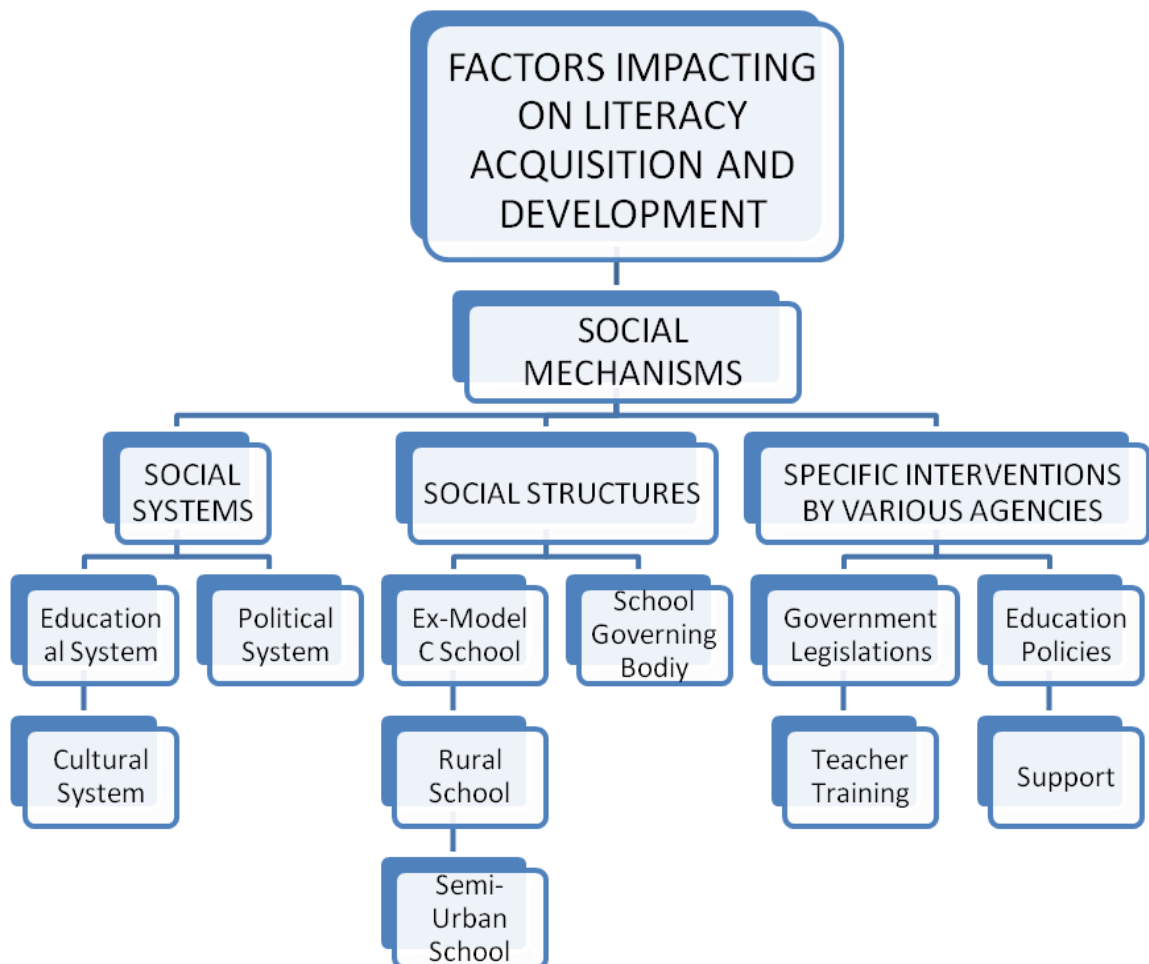 FACTORS IMPACTING
ON LITERACY
ACQUISITION AND
DEVELOPMENT
SOCIAL
MECHANISMS
SOCIAL
SYSTEMS
SOCIAL STRUCTURES
SPECIFIC INTERVENTIONS
BY VARIOUS AGENCIES
Education
al System
Political
System
Ex-Model
C School
School
Governing
Bodiy
Government
Legislations
Education
Policies
Cultural
System
Rural
School
Teacher
Training
Support
Semi-
Urban
School